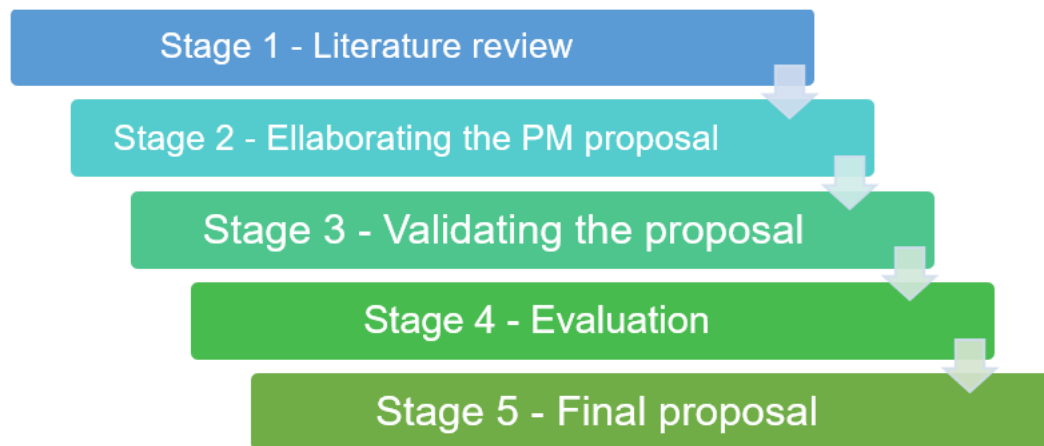 Stage 1 - Literature review
Stage 2 - Ellaborating the PM proposal
Stage 3 - Validating the proposal
Stage 4 - Evaluation
Stage 5 - Final proposal